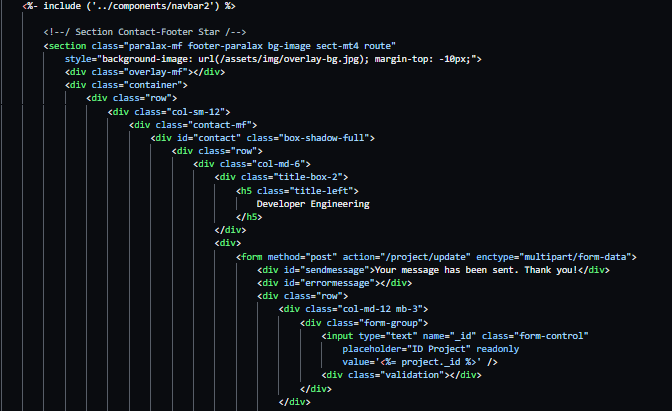 <%- include ('../components/navbar2') %>
<!--/ Section Contact-Footer Star /-->
<section class="paralax-mf footer-paralax bg-image sect-mt4 route"
style="background-image: url(/assets/img/overlay-bg.jpg); margin-top: -10px;">
<div class="overlay-mf"></div>
<div class="container">
<div class="row">
<div class="col-sm-12">
<div class="contact-mf">
<div id="contact" class="box-shadow-full">
<div class="row">
<div class="col-md-6">
<div class="title-box-2">
<h5 class="title-left">
Developer Engineering
</h5>
</div>
<div>
<form method="post" action="/project/update" enctype="multipart/form-data">
<div id="sendmessage">Your message has been sent. Thank you!</div>
<div id="errormessage"></div>
<div class="row">
<div class="col-md-12 mb-3">
<div class="form-group">
<input type="text" name="_id" class="form-control"
placeholder="ID Project" readonly
value='<%= project._id %>' />
<div class="validation"></div>
</div>
</div>